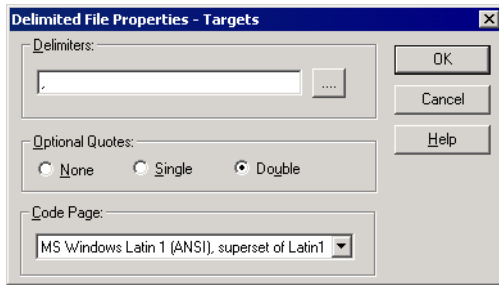 Delimited File Properties - Targets
Delimiters:
,
....
OK
Cancel
Help
Optional Quotes:
None Single Double
Code Page:
MS Windows Latin 1 (ANSI), superset of Latin1